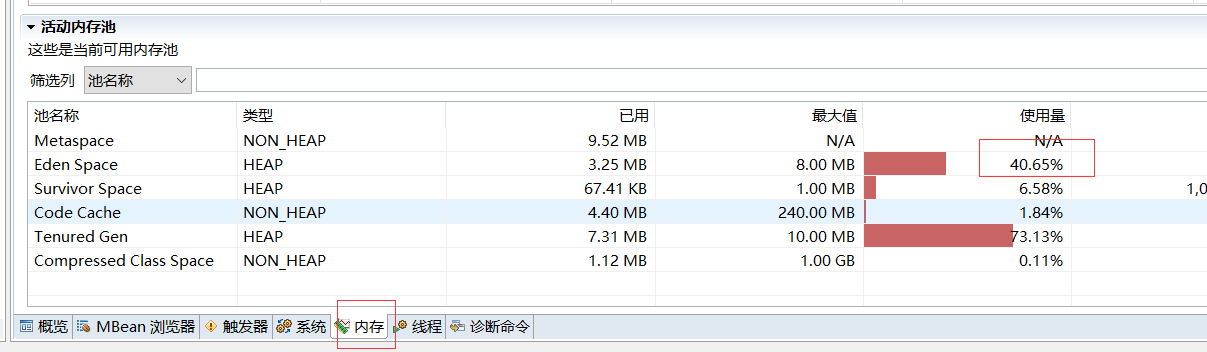 活动内存池
这些是当前可用内存池
筛选列 池名称
池名称 类型 已用 最大值 使用量
Metaspace NON_HEAP 9.52 MB N/A N/A
Eden Space HEAP 3.25 MB 8.00 MB 40.65%
Survivor Space HEAP 67.41 KB 1.00 MB 6.58% 1,0
Code Cache NON_HEAP 4.40 MB 240.00 MB 1.84%
Tenured Gen HEAP 7.31 MB 10.00 MB 73.13%
Compressed Class Space NON_HEAP 1.12 MB 1.00 GB 0.11%
概览 MBean 浏览器 触发器 系统 内存 线程 诊断命令